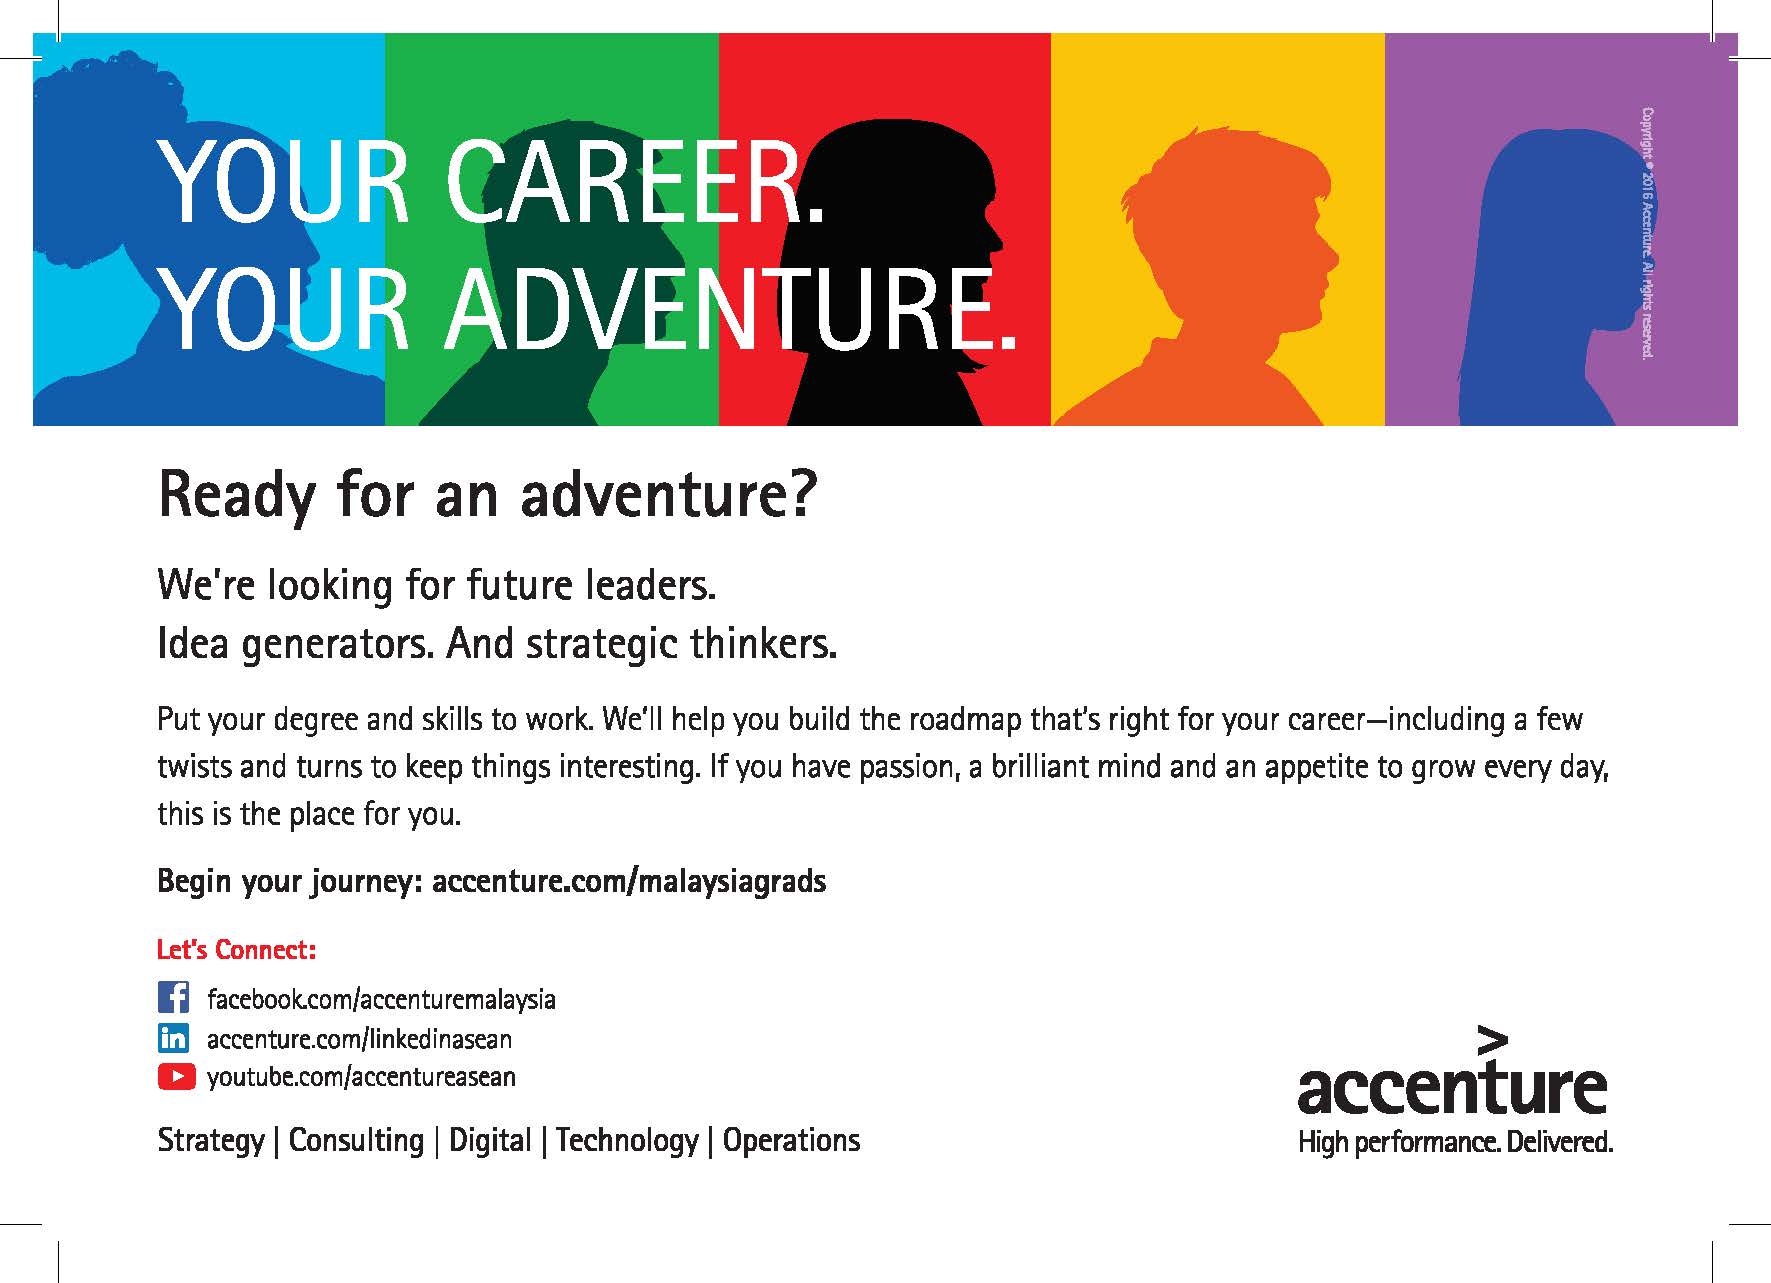 YOUR CAREER.
YOUR ADVENTURE.
Copyright © 2016 Accenture. All rights reserved.
Ready for an adventure?
We're looking for future leaders.
Idea generators. And strategic thinkers.
Put your degree and skills to work. We'll help you build the roadmap that's right for your career—including a few
twists and turns to keep things interesting. If you have passion, a brilliant mind and an appetite to grow every day,
this is the place for you.
Begin your journey: accenture.com/malaysiagrads
Let's Connect:
facebook.com/accenturemalaysia
accenture.com/linkedinasean
youtube.com/accentureasean
Strategy | Consulting | Digital | Technology | Operations
accenture
High performance. Delivered.